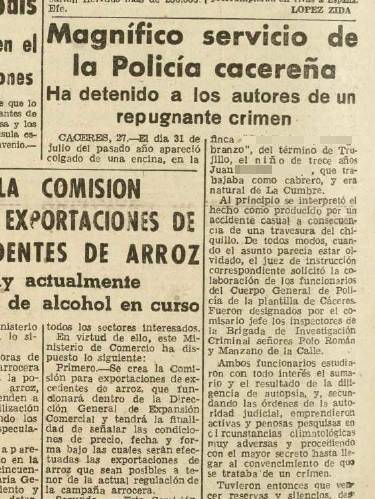 odis
en el
ones
que lo
antes de
sa y los
sula es-
nvenio.—
Efe.
LOPEZ ZIDA
Magnífico servicio de
la Policía cacereña
Ha detenido a los autores de un
repugnante crimen
CACERES, 27.—El día 31 de
julio del pasado año apareció
colgado de una encina, en la
finca
branzo", del término de Tru-
jillo, el niño de trece años
Juan , que tra-
bajaba como cabrero, y era
natural de La Cumbre.
Al principio se interpretó el
hecho como producido por un
accidente casual a consecuen-
cia de una travesura del chi-
quillo. De todos modos, cuan-
do el asunto parecía estar ol-
vidado, el juez de instrucción
correspondiente solicitó la co-
laboración de los funcionarios
del Cuerpo General de Poli-
cía de la plantilla de Cáceres.
Fueron designados por el co-
misario jefe los inspectores de
la Brigada de Investigación
Criminal señores Polo Román
y Manzano de la Calle.
Ambos funcionarios estudia-
ron con todo interés el suma-
rio y el resultado de la dili-
gencia de autopsia, y secun-
dando las órdenes de la auto-
ridad judicial, emprendieron
activas y penosas pesquisas en
circunstancias climatológicas
muy adversas y procediendo
con el mayor secreto hasta lle-
gar al convencimiento de que
se trataba de un crimen.
Tuvieron entonces que ven-
cer reservas y silencios, des-
LA COMISION
EXPORTACIONES DE
DENTES DE ARROZ
y actualmente
de alcohol en curso
todos los sectores interesados.
En virtud de ello, este Mi-
nisterio de Comercio ha dis-
puesto lo siguiente:
Primero.—Se crea la Comi-
sión para exportaciones de ex-
cedentes de arroz, que fun-
cionará dentro de la Direc-
ción General de Expansión
Comercial y tendrá la finali-
dad de señalar las condicio-
nes de precio, fecha y for-
ma bajo las cuales serán efec-
tuadas las exportaciones de
arroz que sean posibles a te-
nor de la actual regulación de
la campaña arrocera.